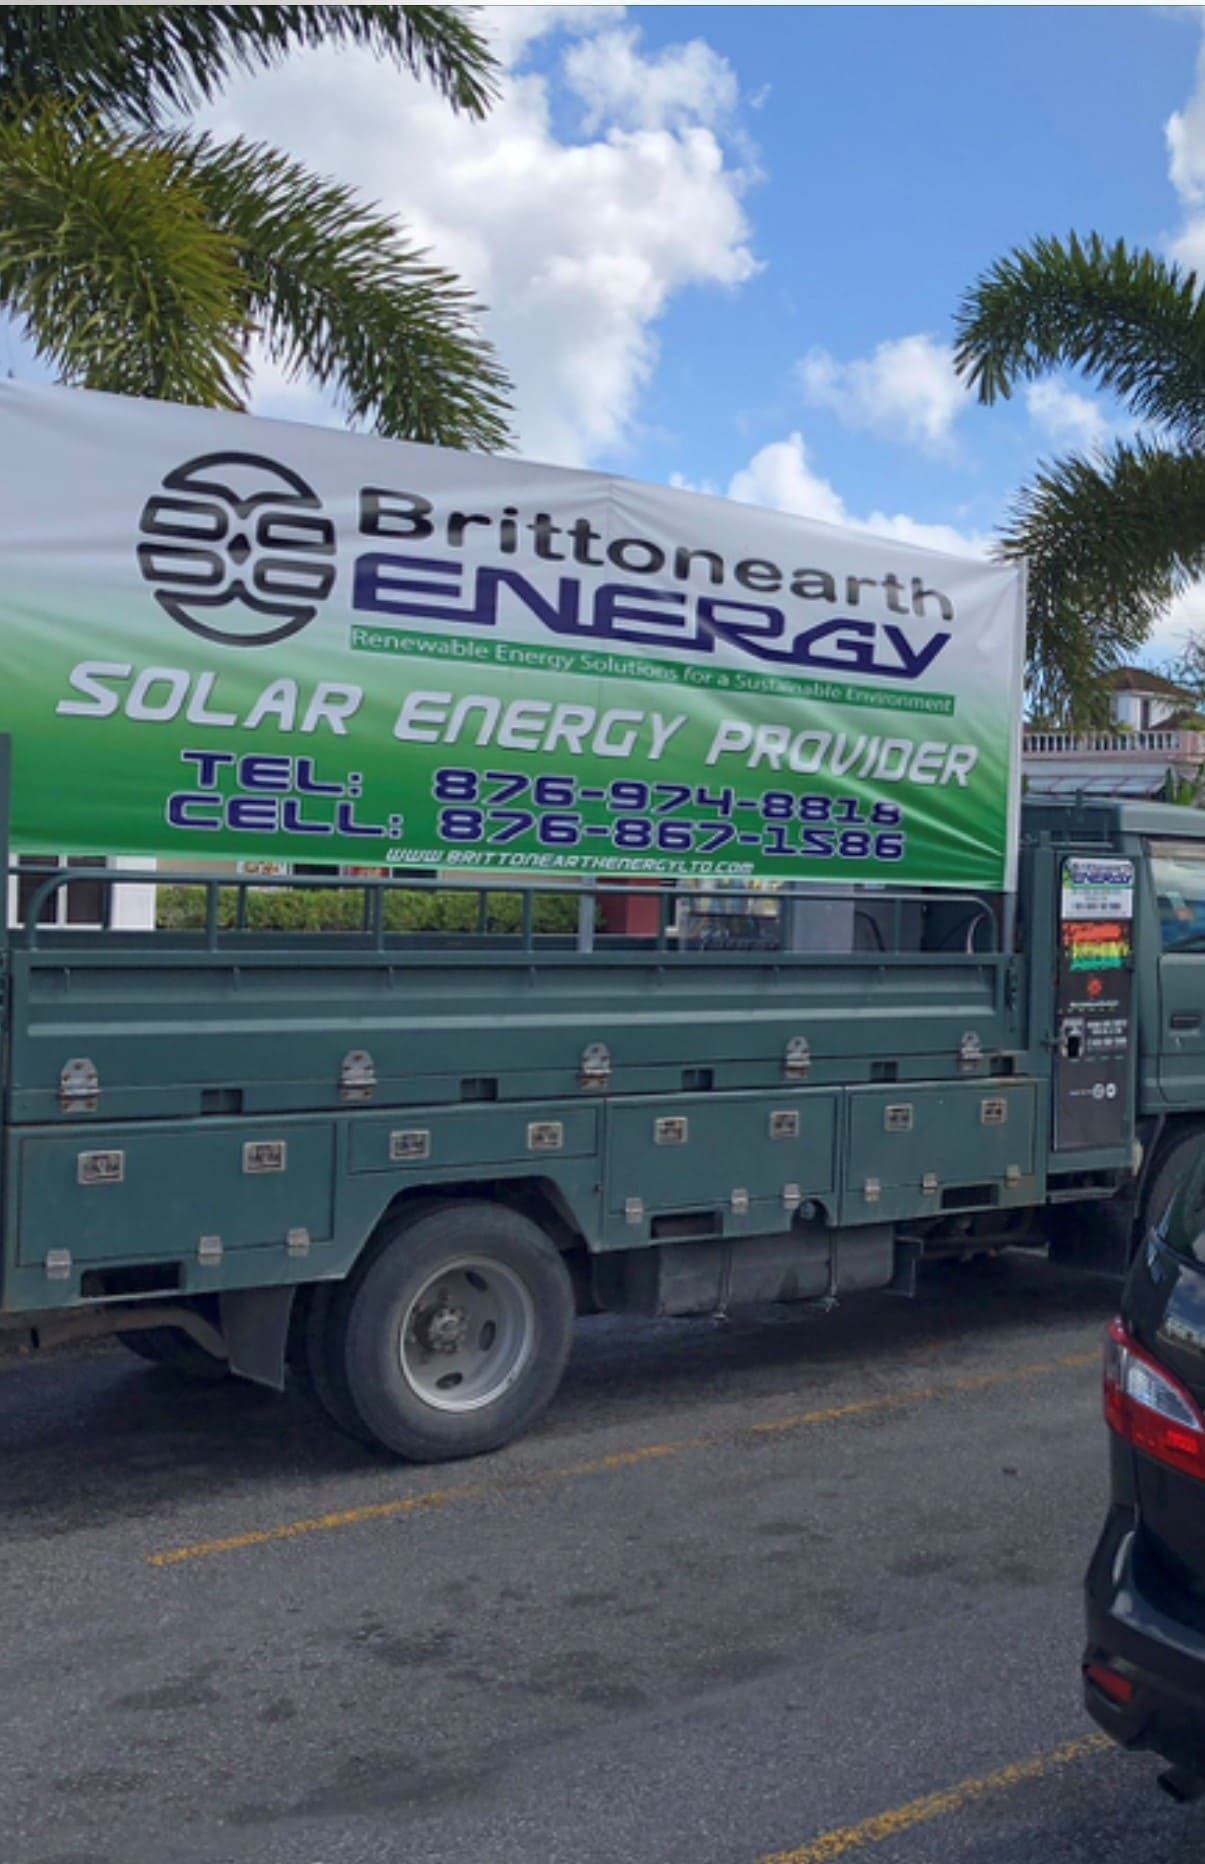 Brittonearth
ENERGY
Renewable Energy Solutions for a Sustainable Environment
SOLAR ENERGY PROVIDER
TEL: 876-974-8818
CELL: 876-867-1586
WWW.BRITTONEARTHENERGYLTD.COM
ENERGY